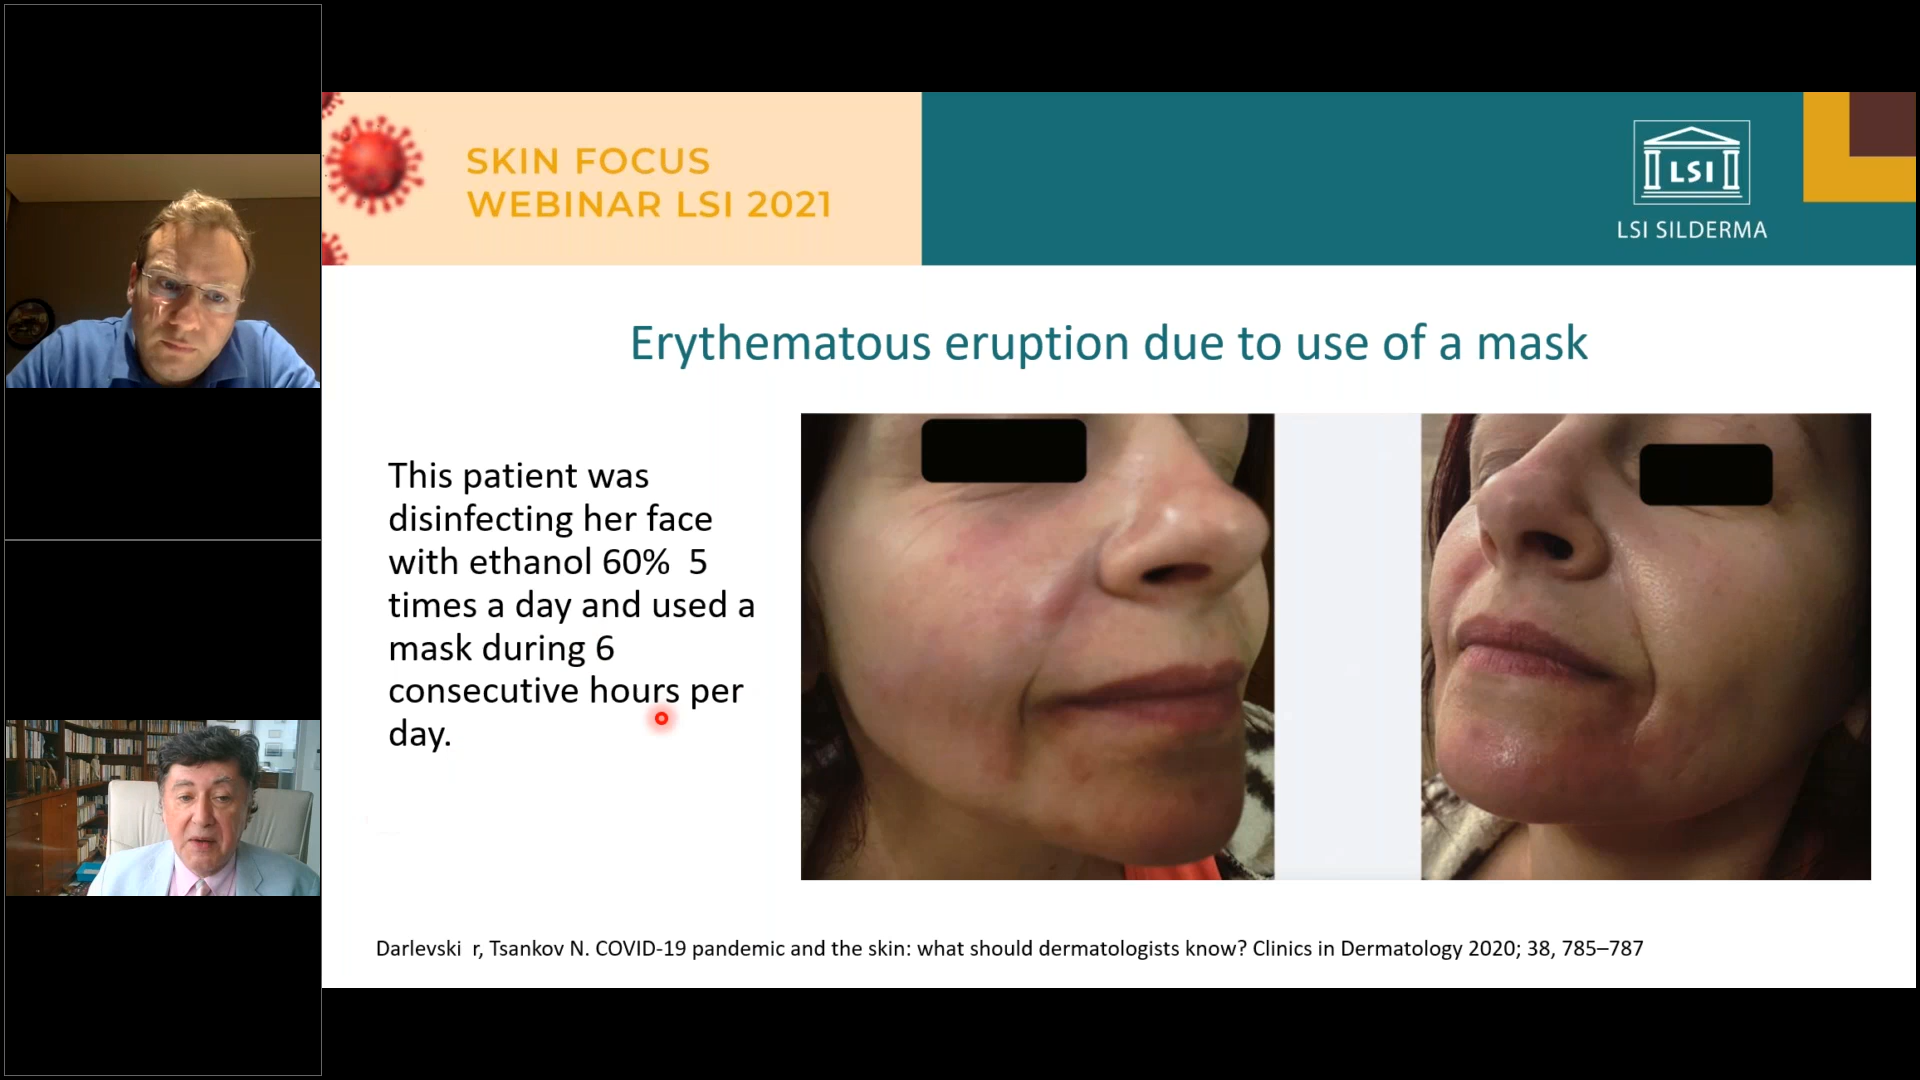 SKIN FOCUS
WEBINAR LSI 2021
LSI
LSI SILDERMA
Erythematous eruption due to use of a mask
This patient was
disinfecting her face
with ethanol 60%  5
times a day and used a
mask during 6
consecutive hours per
day.
Darlevski  r, Tsankov N. COVID-19 pandemic and the skin: what should dermatologists know? Clinics in Dermatology 2020; 38, 785–787